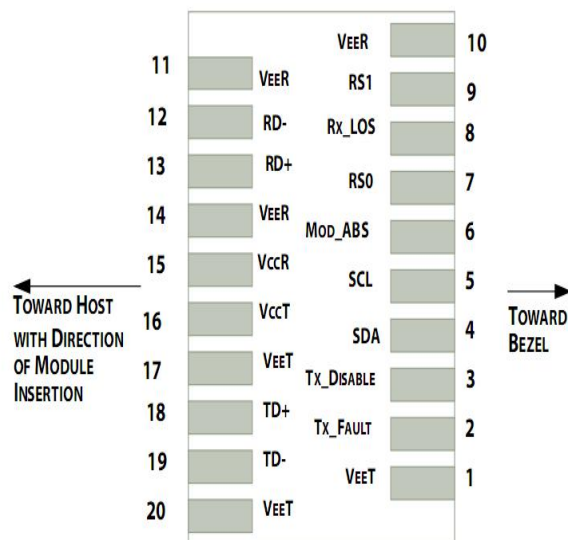 VEER 10
11 VEER
RS1 9
12 RD-
RX_LOS 8
13 RD+
RS0 7
14 VEER
MOD_ABS 6
15 VCCR
SCL 5
TOWARD HOST
WITH DIRECTION
OF MODULE
INSERTION
TOWARD
BEZEL
16 VCCT
SDA 4
17 VEET
TX_DISABLE 3
18 TD+
TX_FAULT 2
19 TD-
VEET 1
20 VEET